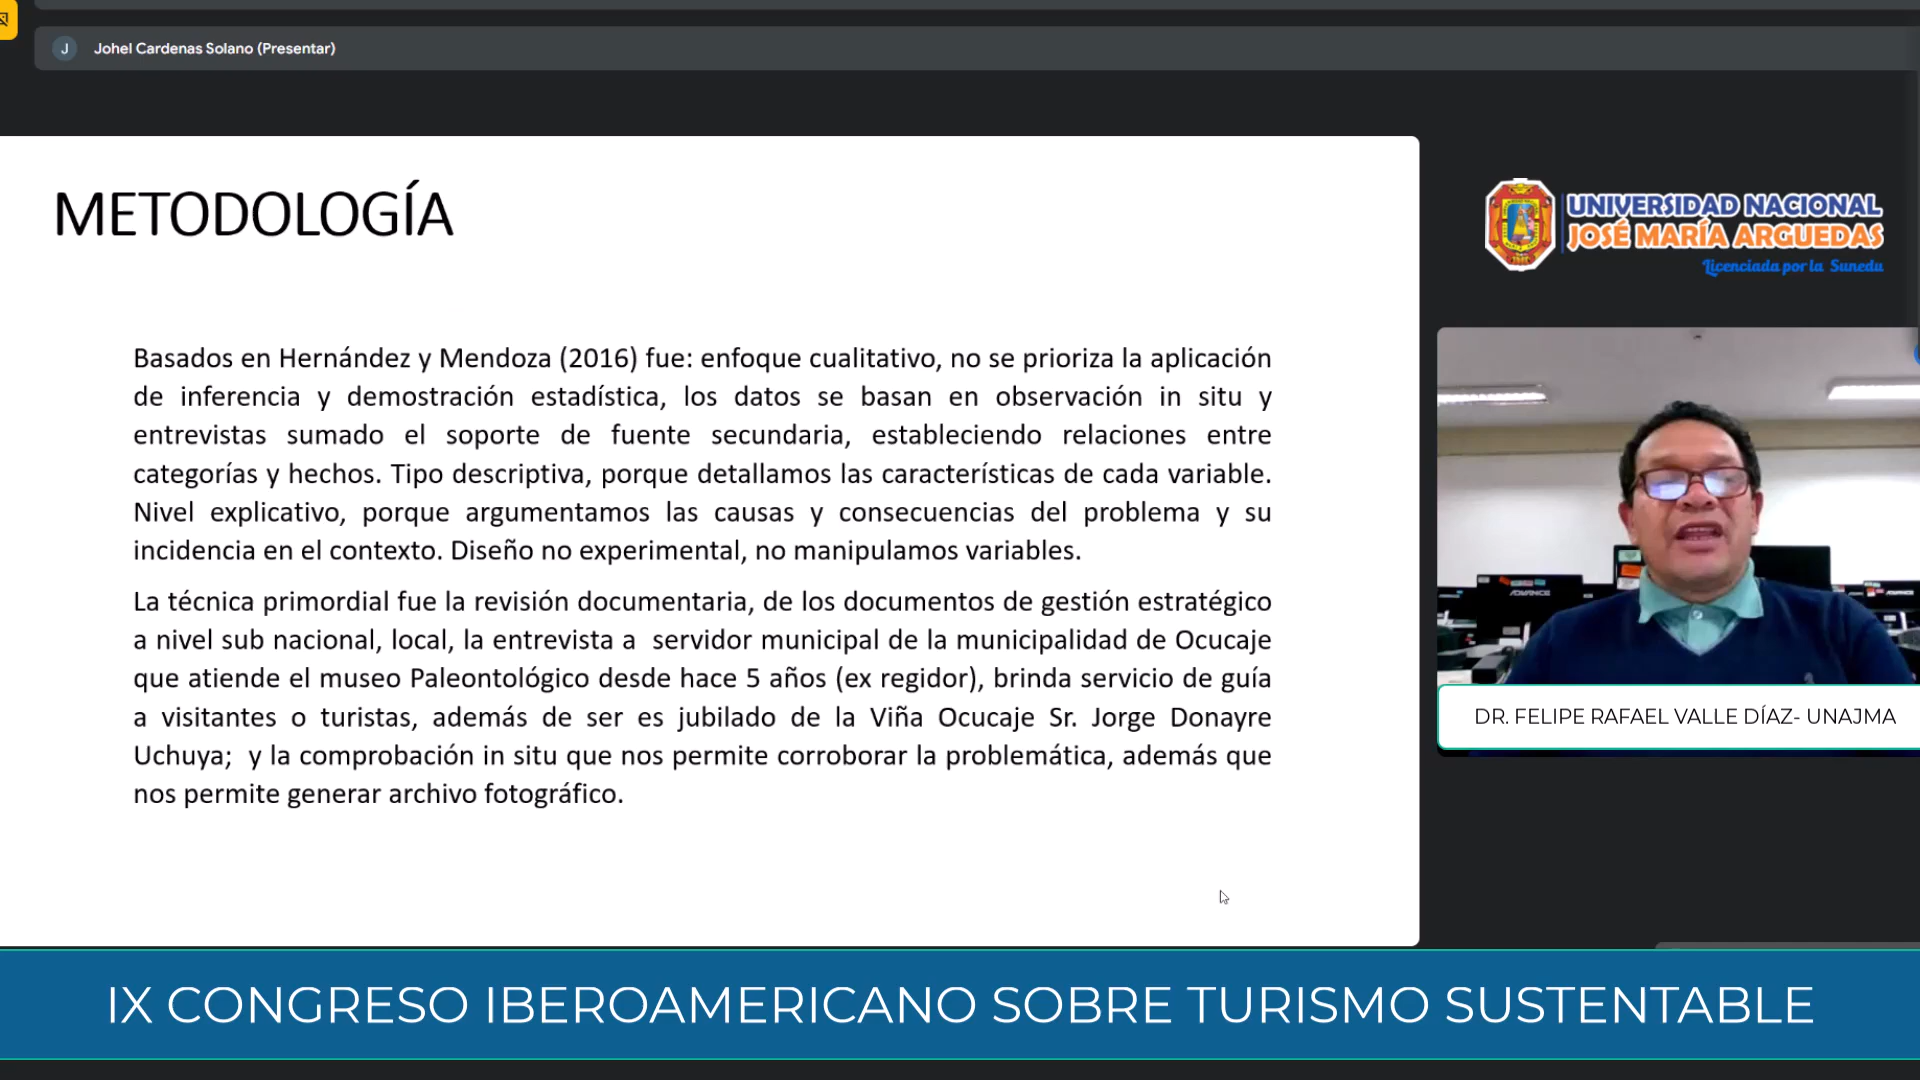 J Johel Cardenas Solano (Presentar)
METODOLOGÍA
UNIVERSIDAD NACIONAL
JOSÉ MARÍA ARGUEDAS
Licenciada por la Sunedu
Basados en Hernández y Mendoza (2016) fue: enfoque cualitativo, no se prioriza la aplicación
de inferencia y demostración estadística, los datos se basan en observación in situ y
entrevistas sumado el soporte de fuente secundaria, estableciendo relaciones entre
categorías y hechos. Tipo descriptiva, porque detallamos las características de cada variable.
Nivel explicativo, porque argumentamos las causas y consecuencias del problema y su
incidencia en el contexto. Diseño no experimental, no manipulamos variables.
La técnica primordial fue la revisión documentaria, de los documentos de gestión estratégico
a nivel sub nacional, local, la entrevista a servidor municipal de la municipalidad de Ocucaje
que atiende el museo Paleontológico desde hace 5 años (ex regidor), brinda servicio de guía
a visitantes o turistas, además de ser es jubilado de la Viña Ocucaje Sr. Jorge Donayre
Uchuya; y la comprobación in situ que nos permite corroborar la problemática, además que
nos permite generar archivo fotográfico.
ADVANCE
DR. FELIPE RAFAEL VALLE DÍAZ- UNAJMA
IX CONGRESO IBEROAMERICANO SOBRE TURISMO SUSTENTABLE